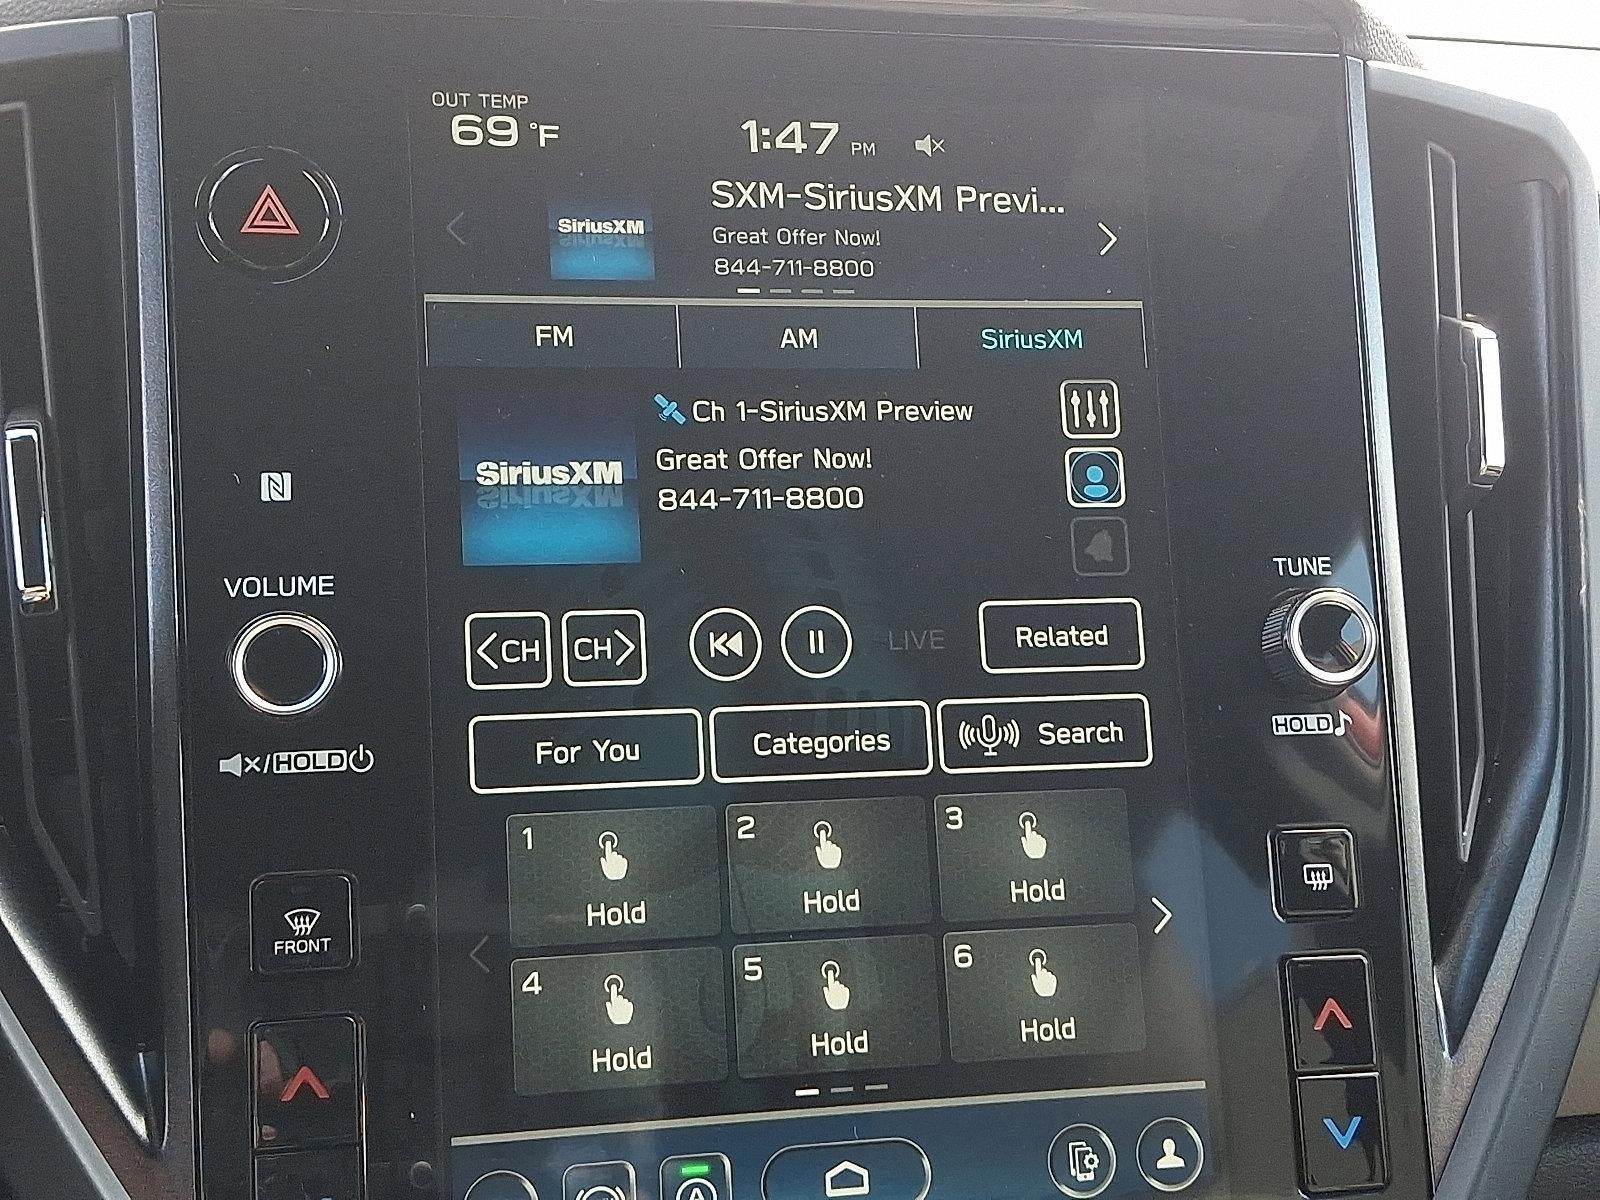 OUT TEMP
69 °F
1:47 PM
SiriusXM
SXM-SiriusXM Previ...
Great Offer Now!
844-711-8800
FM
AM
SiriusXM
Ch 1-SiriusXM Preview
SiriusXM
Great Offer Now!
844-711-8800
VOLUME
TUNE
CH
CH
LIVE
Related
HOLD
/HOLD
For You
Categories
Search
1
Hold
2
Hold
3
Hold
FRONT
4
Hold
5
Hold
6
Hold
A